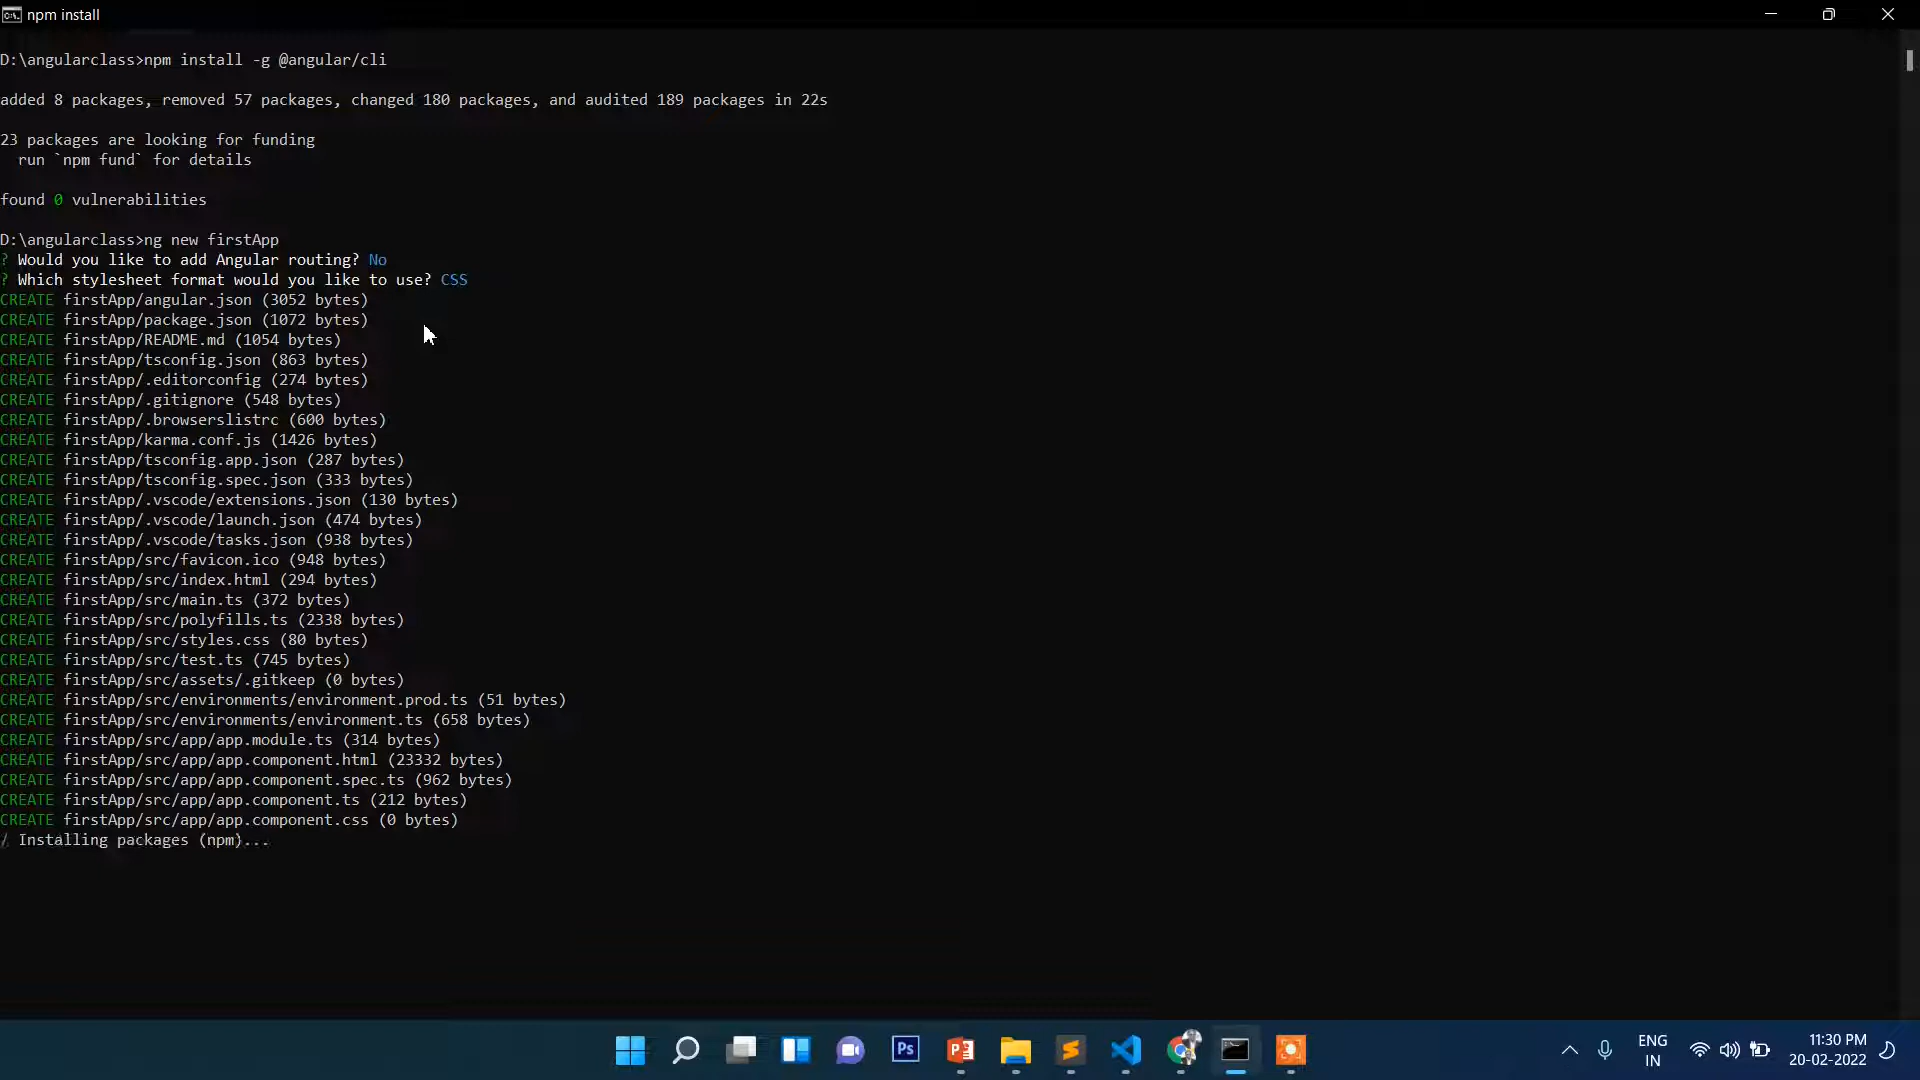 npm install
D:\angularclass>npm install -g @angular/cli
added 8 packages, removed 57 packages, changed 180 packages, and audited 189 packages in 22s
23 packages are looking for funding
  run `npm fund` for details
found 0 vulnerabilities
D:\angularclass>ng new firstApp
? Would you like to add Angular routing? No
? Which stylesheet format would you like to use? CSS
CREATE firstApp/angular.json (3052 bytes)
CREATE firstApp/package.json (1072 bytes)
CREATE firstApp/README.md (1054 bytes)
CREATE firstApp/tsconfig.json (863 bytes)
CREATE firstApp/.editorconfig (274 bytes)
CREATE firstApp/.gitignore (548 bytes)
CREATE firstApp/.browserslistrc (600 bytes)
CREATE firstApp/karma.conf.js (1426 bytes)
CREATE firstApp/tsconfig.app.json (287 bytes)
CREATE firstApp/tsconfig.spec.json (333 bytes)
CREATE firstApp/.vscode/extensions.json (130 bytes)
CREATE firstApp/.vscode/launch.json (474 bytes)
CREATE firstApp/.vscode/tasks.json (938 bytes)
CREATE firstApp/src/favicon.ico (948 bytes)
CREATE firstApp/src/index.html (294 bytes)
CREATE firstApp/src/main.ts (372 bytes)
CREATE firstApp/src/polyfills.ts (2338 bytes)
CREATE firstApp/src/styles.css (80 bytes)
CREATE firstApp/src/test.ts (745 bytes)
CREATE firstApp/src/assets/.gitkeep (0 bytes)
CREATE firstApp/src/environments/environment.prod.ts (51 bytes)
CREATE firstApp/src/environments/environment.ts (658 bytes)
CREATE firstApp/src/app/app.module.ts (314 bytes)
CREATE firstApp/src/app/app.component.html (23332 bytes)
CREATE firstApp/src/app/app.component.spec.ts (962 bytes)
CREATE firstApp/src/app/app.component.ts (212 bytes)
CREATE firstApp/src/app/app.component.css (0 bytes)
/ Installing packages (npm)...
Ps
ENG
IN
11:30 PM
20-02-2022